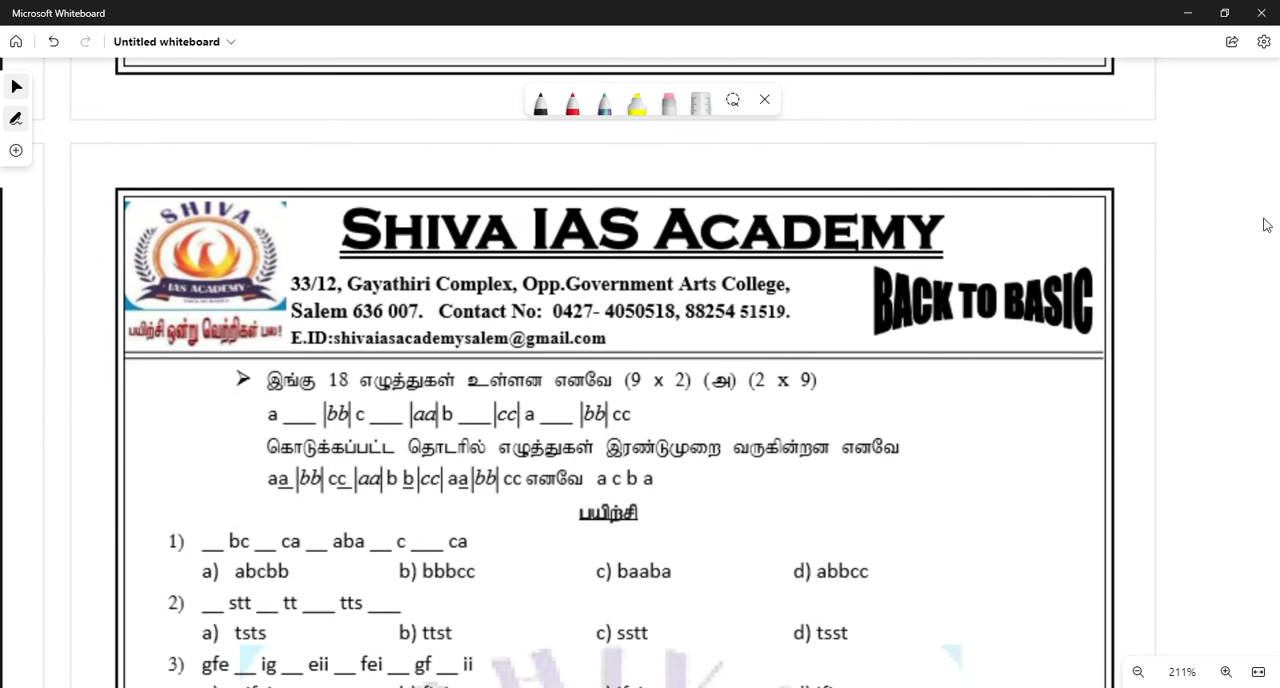 Microsoft Whiteboard
Untitled whiteboard
SHIVA
IAS ACADEMY
பயிற்சி ஒன்று வெற்றிகள் பல!
SHIVA IAS ACADEMY
33/12, Gayathiri Complex, Opp.Government Arts College,
Salem 636 007. Contact No: 0427- 4050518, 88254 51519.
E.ID:shivaiasacademysalem@gmail.com
BACK TO BASIC
➤ இங்கு 18 எழுத்துகள் உள்ளன எனவே (9 x 2) (அ) (2 x 9)
a ___ |bb| c ___ |aa| b ___ |cc| a ___ |bb| cc
கொடுக்கப்பட்ட தொடரில் எழுத்துகள் இரண்டுமுறை வருகின்றன எனவே
aa |bb| cc |aa| b b |cc| aa |bb| cc எனவே a c b a
பயிற்சி
1) __ bc __ ca __ aba __ c ___ ca
a) abcbb b) bbbcc c) baaba d) abbcc
2) __ stt __ tt ___ tts ___
a) tsts b) ttst c) sstt d) tsst
3) gfe __ ig __ eii __ fei __ gf __ ii
211%